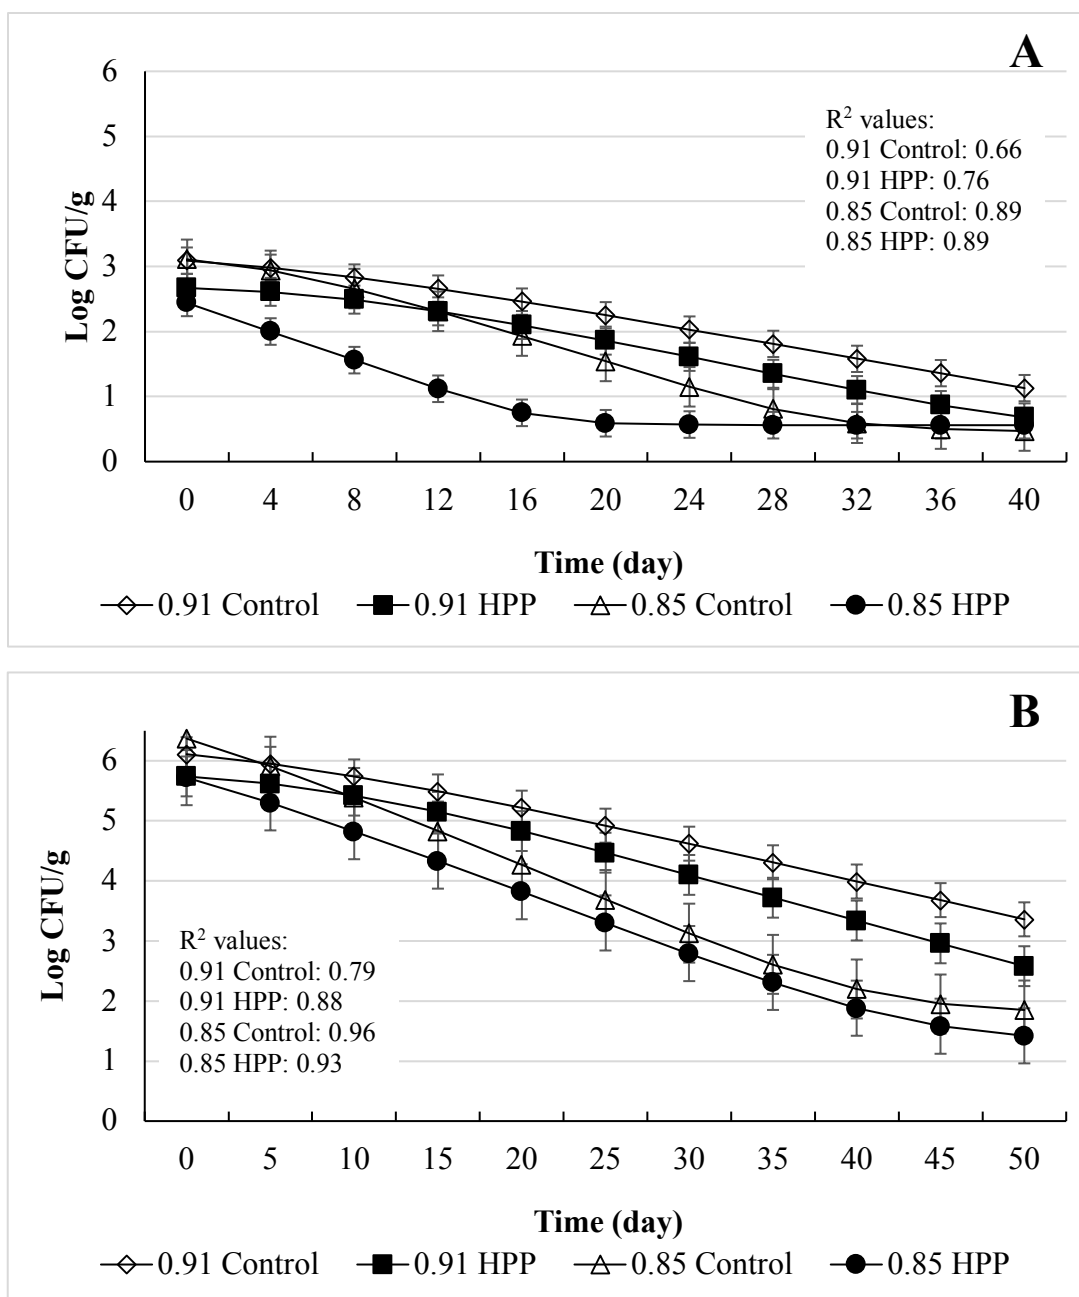 A
6
5
4
3
2
1
0
Log CFU/g
R² values:
0.91 Control: 0.66
0.91 HPP: 0.76
0.85 Control: 0.89
0.85 HPP: 0.89
0 4 8 12 16 20 24 28 32 36 40
Time (day)
0.91 Control 0.91 HPP 0.85 Control 0.85 HPP
B
6
5
4
3
2
1
0
Log CFU/g
R² values:
0.91 Control: 0.79
0.91 HPP: 0.88
0.85 Control: 0.96
0.85 HPP: 0.93
0 5 10 15 20 25 30 35 40 45 50
Time (day)
0.91 Control 0.91 HPP 0.85 Control 0.85 HPP